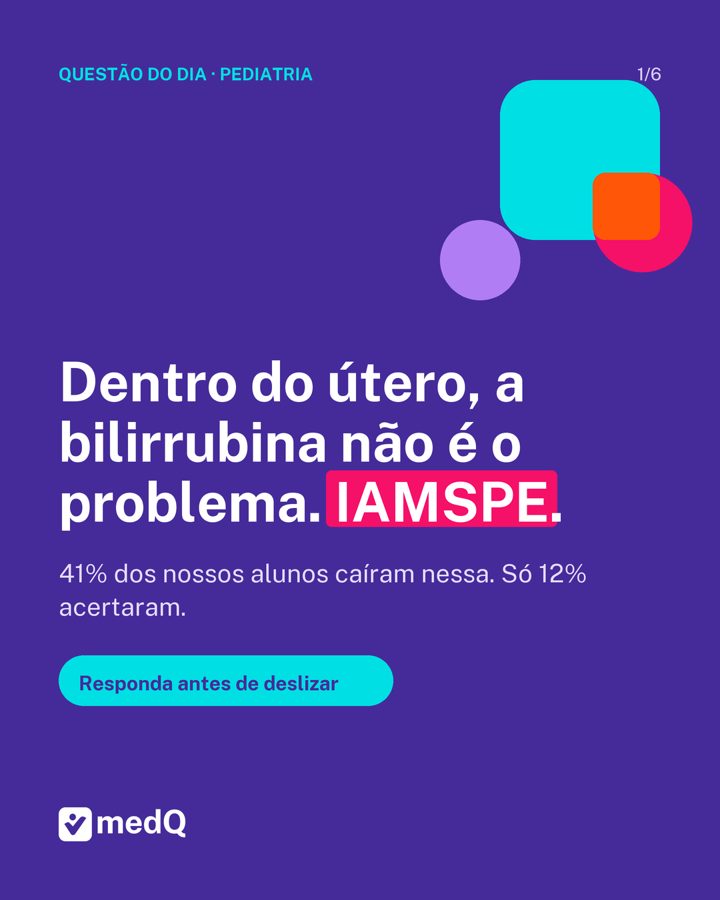 QUESTÃO DO DIA · PEDIATRIA
1/6
Dentro do útero, a
bilirrubina não é o
problema. IAMSPE.
41% dos nossos alunos caíram nessa. Só 12%
acertaram.
Responda antes de deslizar
medQ